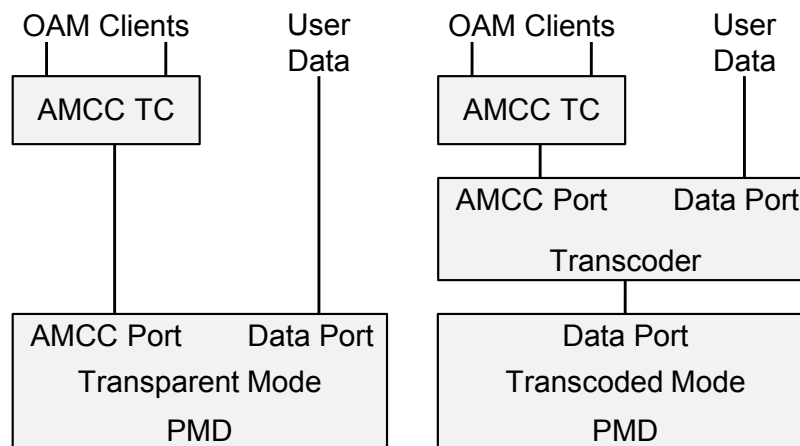 OAM Clients
User
Data
AMCC TC
AMCC Port
Data Port
Transparent Mode
PMD
OAM Clients
User
Data
AMCC TC
AMCC Port
Data Port
Transcoder
Data Port
Transcoded Mode
PMD